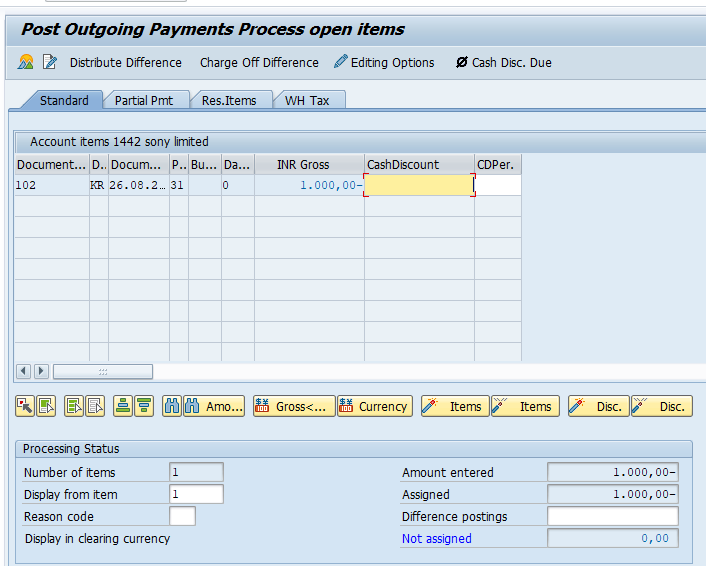 Post Outgoing Payments Process open items
Distribute Difference Charge Off Difference Editing Options Cash Disc. Due
Standard Partial Pmt Res.Items WH Tax
Account items 1442 sony limited
Document... D.. Docum... P.. Bu... Da... INR Gross CashDiscount CDPer.
102 KR 26.08.2... 31 0 1.000,00-
Amo... Gross<... Currency Items Items Disc. Disc.
Processing Status
Number of items 1 Amount entered 1.000,00-
Display from item 1 Assigned 1.000,00-
Reason code Difference postings
Display in clearing currency Not assigned 0,00